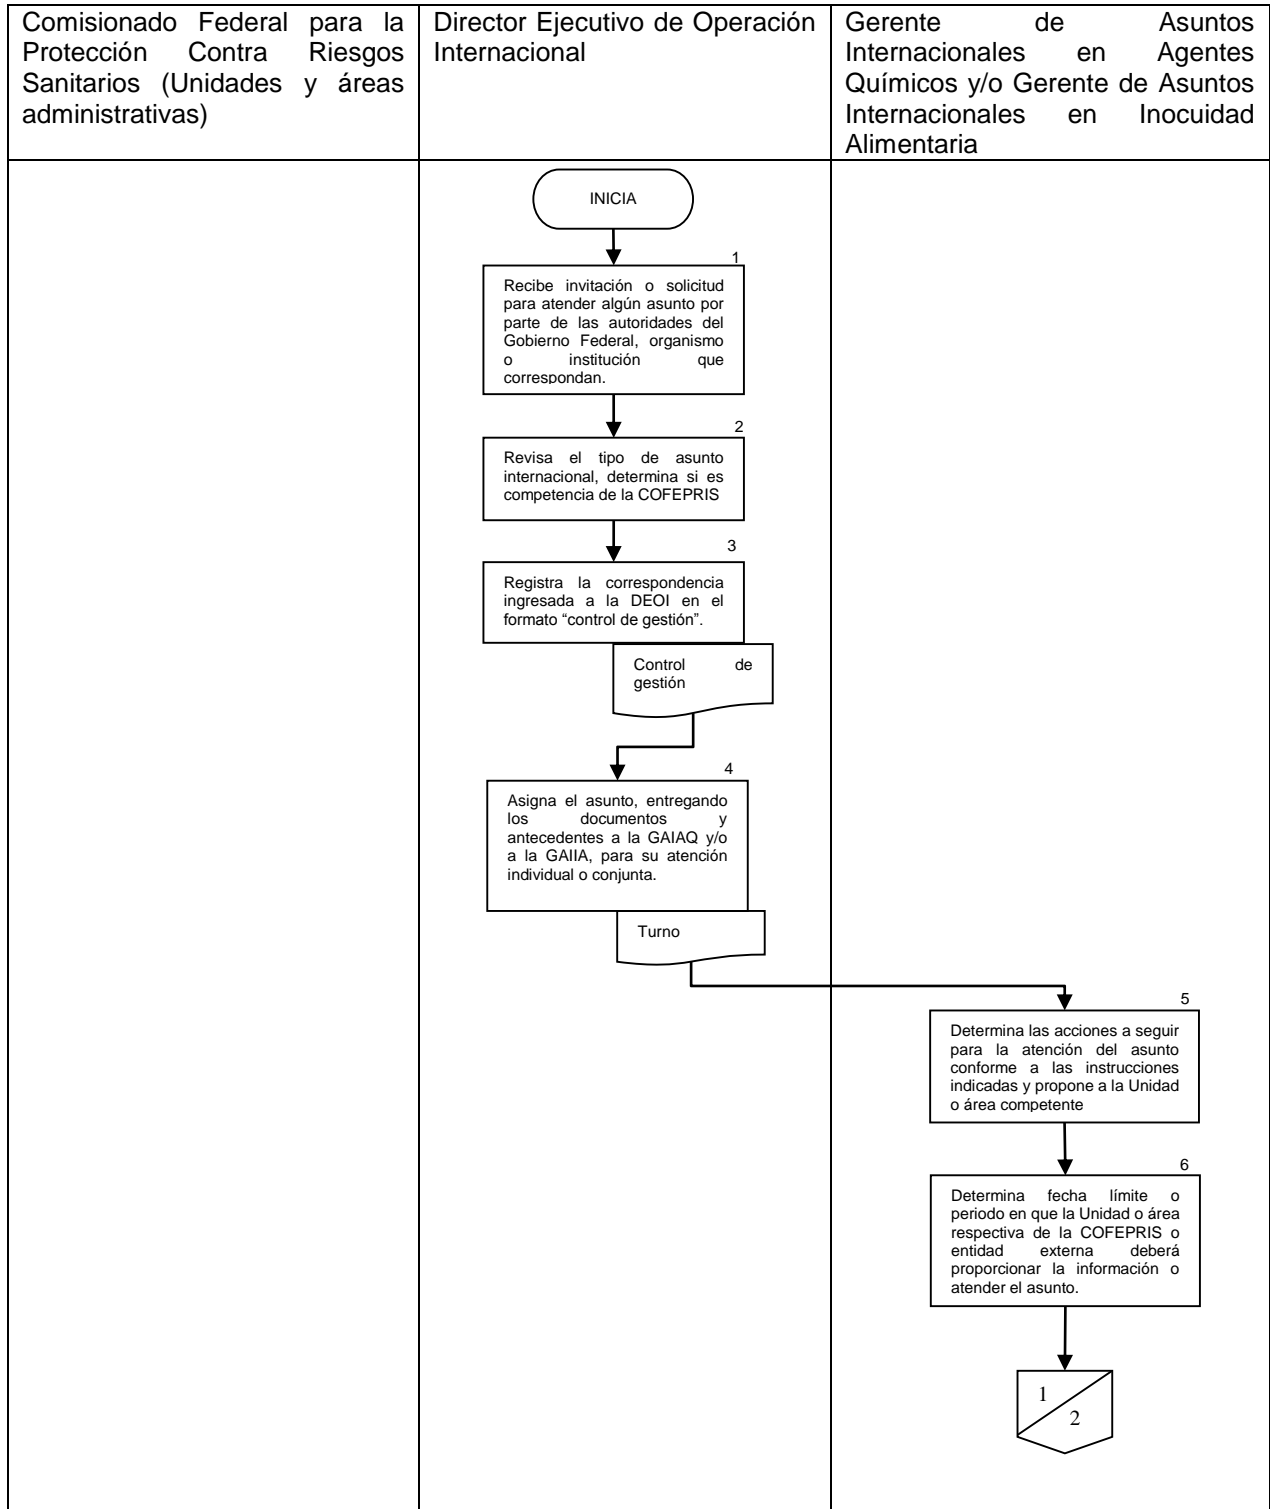 Comisionado Federal para la
Protección Contra Riesgos
Sanitarios (Unidades y áreas
administrativas)
Director Ejecutivo de Operación
Internacional
Gerente de Asuntos
Internacionales en Agentes
Químicos y/o Gerente de Asuntos
Internacionales en Inocuidad
Alimentaria
INICIA
1
Recibe invitación o solicitud
para atender algún asunto por
parte de las autoridades del
Gobierno Federal, organismo
o institución que
correspondan.
2
Revisa el tipo de asunto
internacional, determina si es
competencia de la COFEPRIS
3
Registra la correspondencia
ingresada a la DEOI en el
formato “control de gestión”.
Control de
gestión
4
Asigna el asunto, entregando
los documentos y
antecedentes a la GAIAQ y/o
a la GAIIA, para su atención
individual o conjunta.
Turno
5
Determina las acciones a seguir
para la atención del asunto
conforme a las instrucciones
indicadas y propone a la Unidad
o área competente
6
Determina fecha límite o
periodo en que la Unidad o área
respectiva de la COFEPRIS o
entidad externa deberá
proporcionar la información o
atender el asunto.
1
2